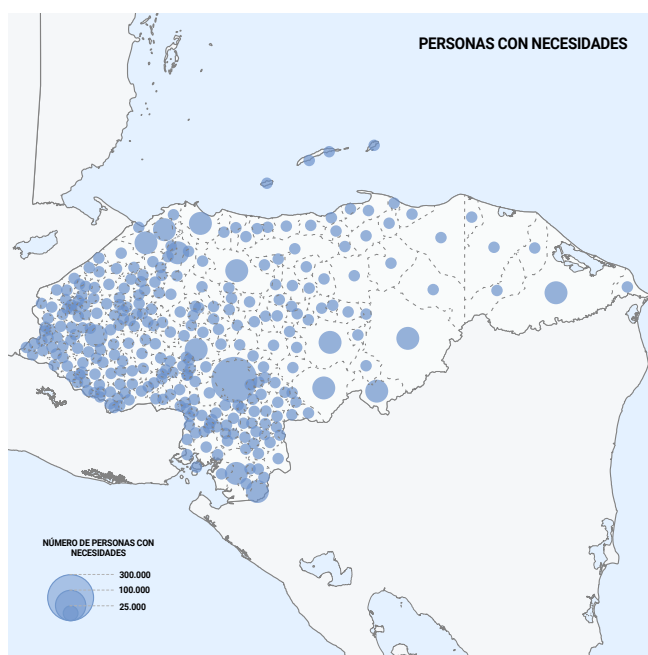 PERSONAS CON NECESIDADES
NÚMERO DE PERSONAS CON
NECESIDADES
300.000
100.000
25.000